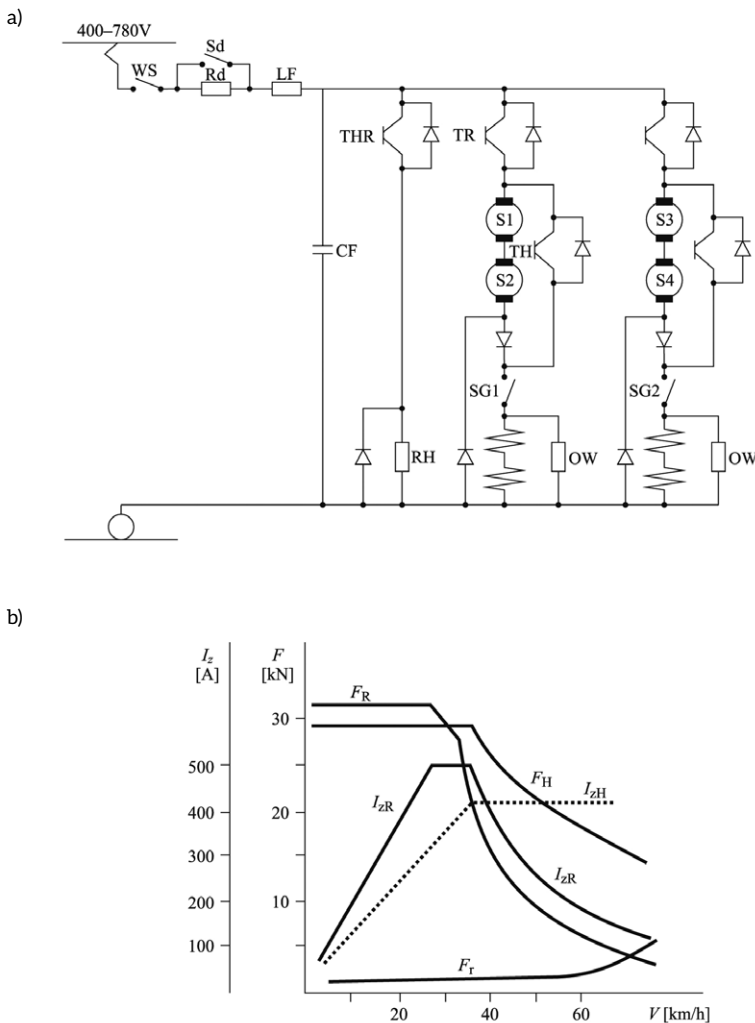 a)
400–780V
WS
Sd
Rd
LF
THR
TR
S1
S3
CF
TH
S2
S4
SG1
SG2
RH
OW
OW
b)
I_z
[A]
F
[kN]
F_R
30
500
F_H
I_zH
400
I_zR
20
300
I_zR
200
10
100
F_r
20 40 60 V [km/h]